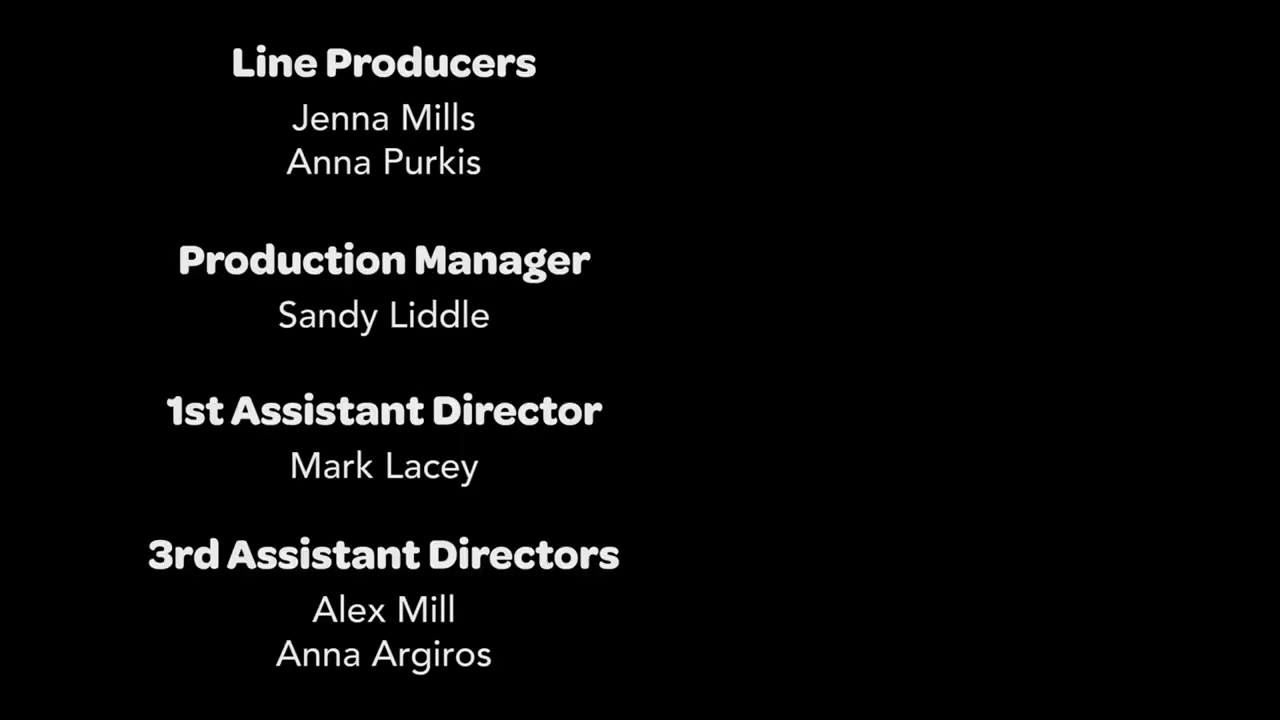 Line Producers
Jenna Mills
Anna Purkis
Production Manager
Sandy Liddle
1st Assistant Director
Mark Lacey
3rd Assistant Directors
Alex Mill
Anna Argiros